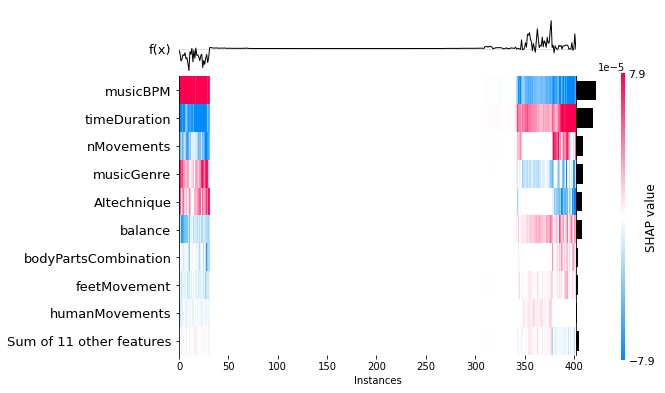 f(x)
1e−5
7.9
musicBPM
timeDuration
nMovements
musicGenre
AItechnique
balance
bodyPartsCombination
feetMovement
humanMovements
Sum of 11 other features
SHAP value
−7.9
0 50 100 150 200 250 300 350 400
Instances